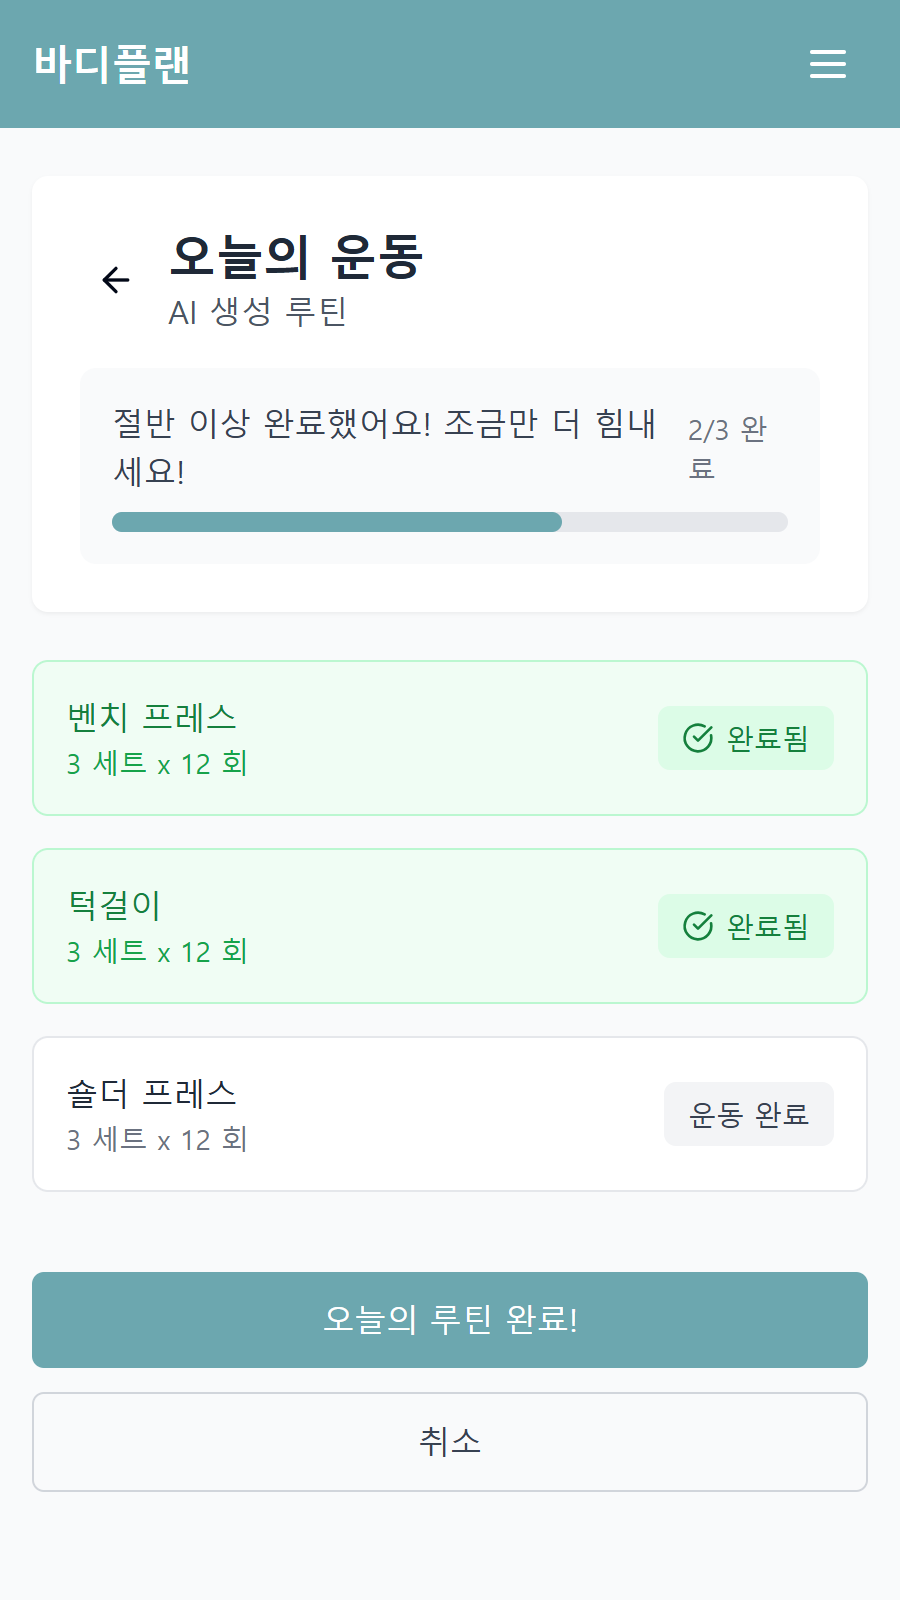 바디플랜
오늘의 운동
AI 생성 루틴
절반 이상 완료했어요! 조금만 더 힘내
세요!
2/3 완
료
벤치 프레스
3 세트 x 12 회
완료됨
턱걸이
3 세트 x 12 회
완료됨
숄더 프레스
3 세트 x 12 회
운동 완료
오늘의 루틴 완료!
취소